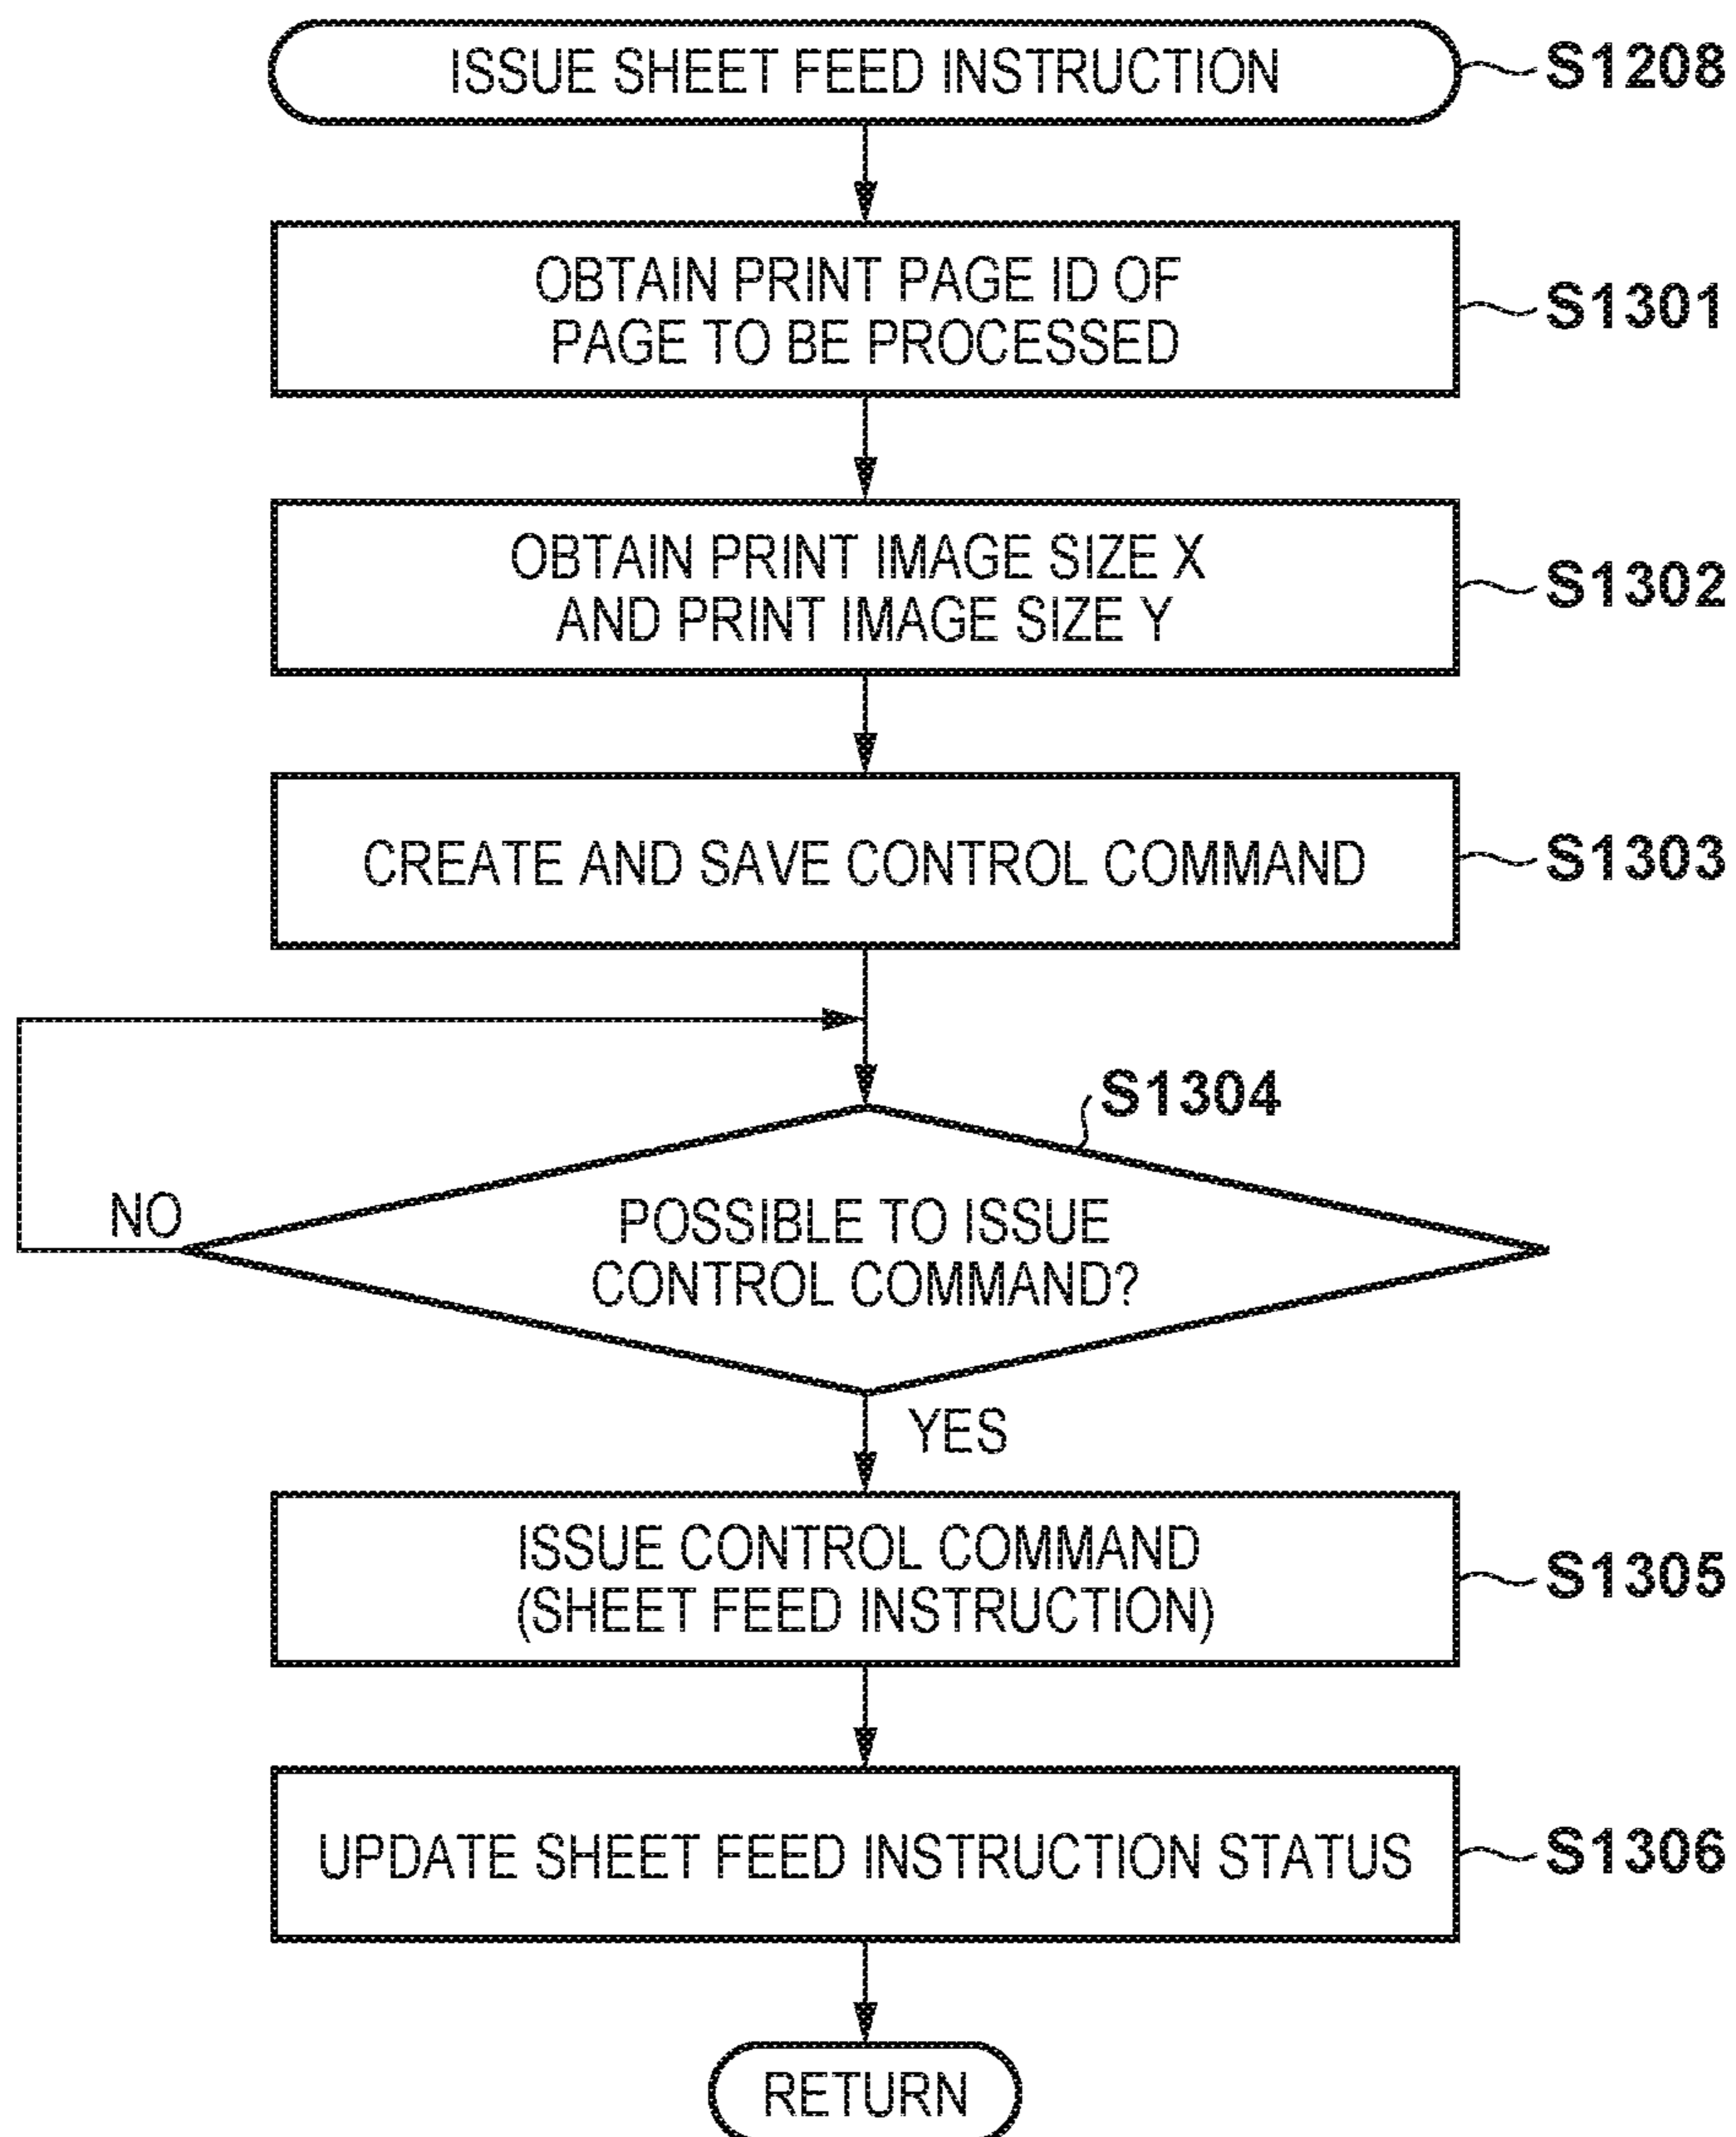 ISSUE SHEET FEED INSTRUCTION
S1208
OBTAIN PRINT PAGE ID OF
PAGE TO BE PROCESSED
S1301
OBTAIN PRINT IMAGE SIZE X
AND PRINT IMAGE SIZE Y
S1302
CREATE AND SAVE CONTROL COMMAND
S1303
S1304
NO
POSSIBLE TO ISSUE
CONTROL COMMAND?
YES
ISSUE CONTROL COMMAND
(SHEET FEED INSTRUCTION)
S1305
UPDATE SHEET FEED INSTRUCTION STATUS
S1306
RETURN